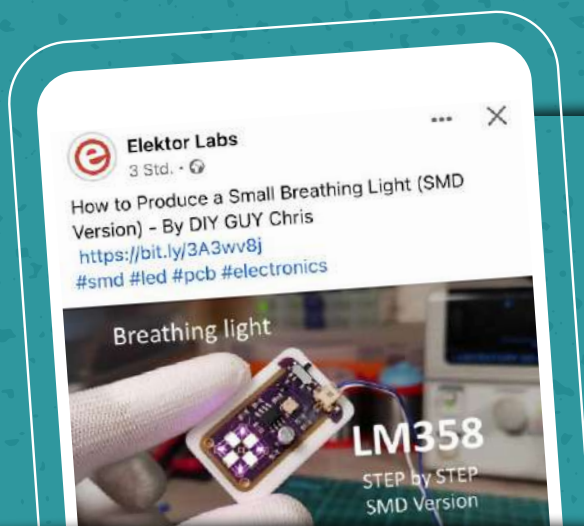 Elektor Labs
3 Std. ·
How to Produce a Small Breathing Light (SMD
Version) - By DIY GUY Chris
https://bit.ly/3A3wv8j
#smd #led #pcb #electronics
Breathing light
LM358
STEP by STEP
SMD Version